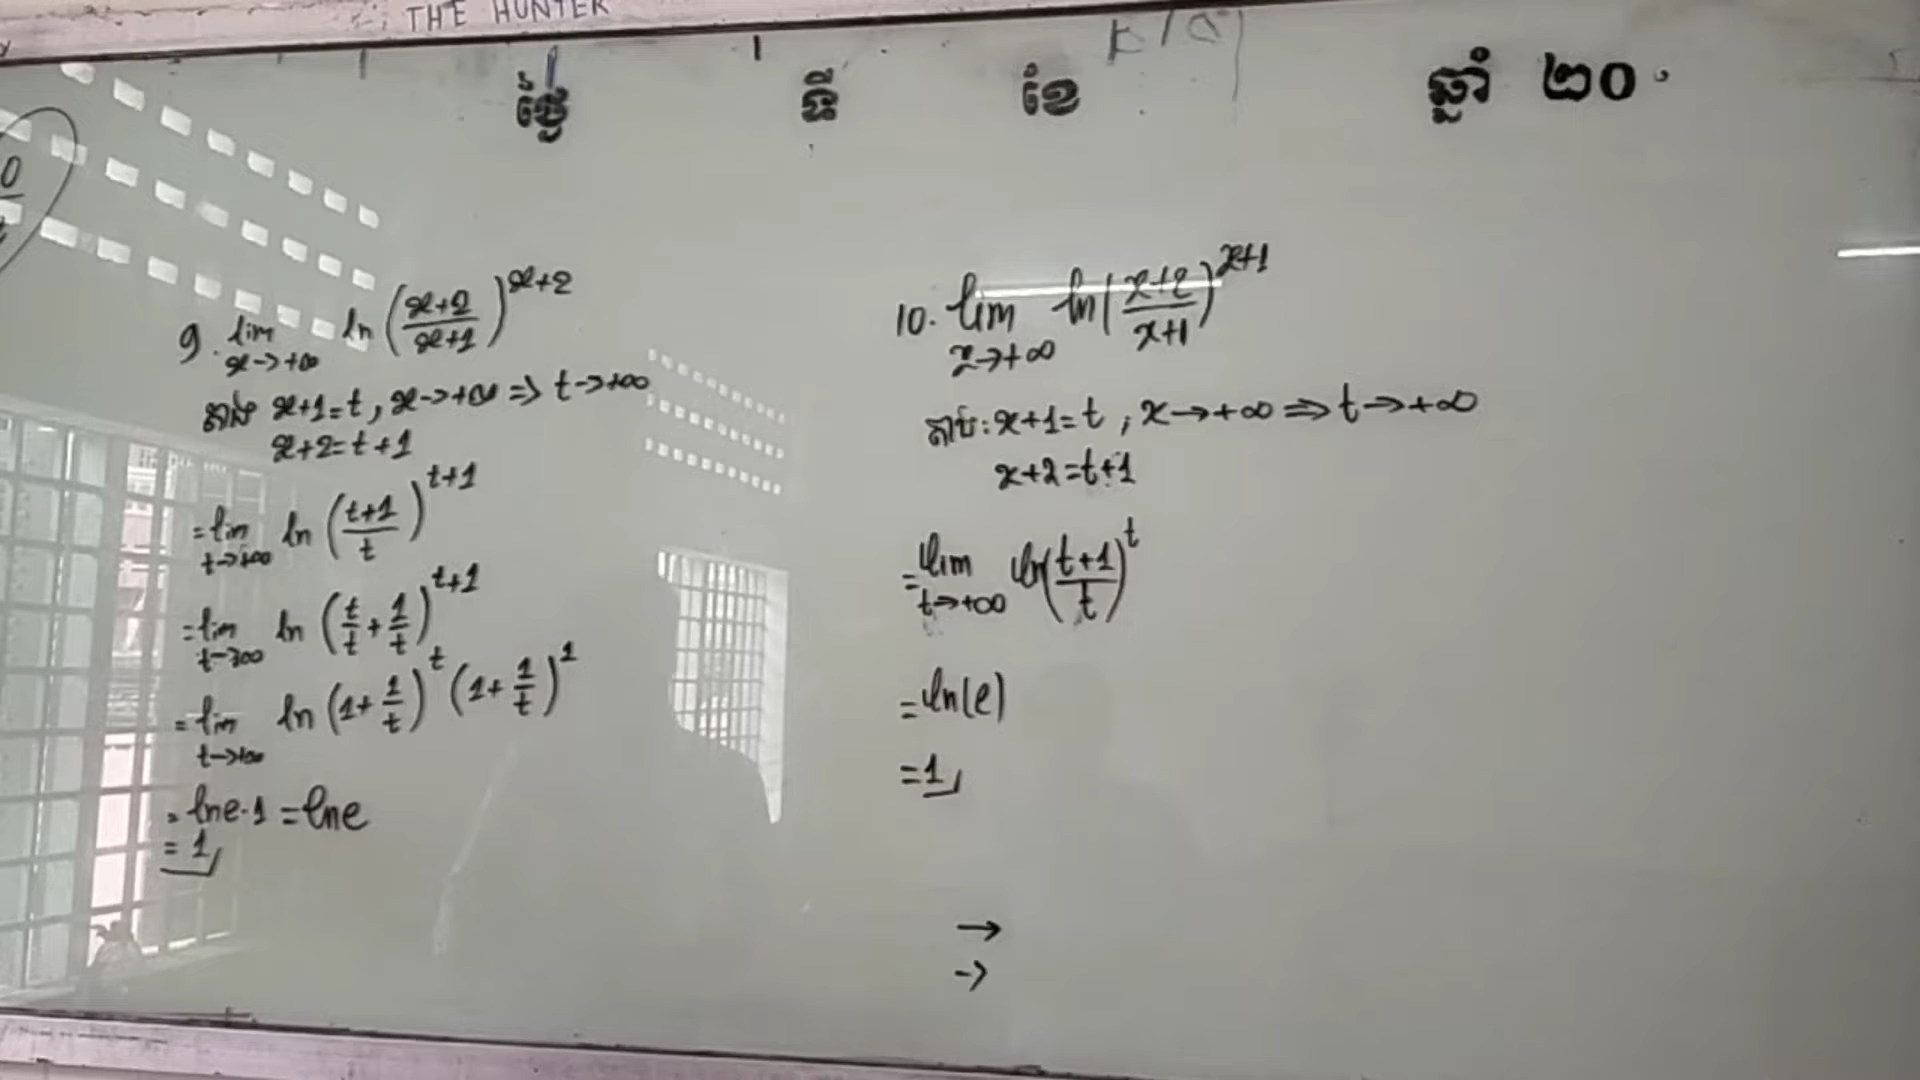 THE HUNTER
ថ្ងៃ ទី ខែ ឆ្នាំ ២០
9. lim x→+∞ ln (x+2/x+1)^x+2
តាង x+1=t, x→+∞ ⇒ t→+∞
x+2=t+1
= lim t→+∞ ln (t+1/t)^t+1
= lim t→∞ ln (t/t + 1/t)^t+1
= lim t→+∞ ln (1+1/t)^t (1+1/t)^1
= lne·1 = lne
= 1
10. lim x→+∞ ln(x+2/x+1)^x+1
តាង: x+1=t, x→+∞ ⇒ t→+∞
x+2=t+1
= lim t→+∞ ln(t+1/t)^t
= ln(e)
= 1
→
→